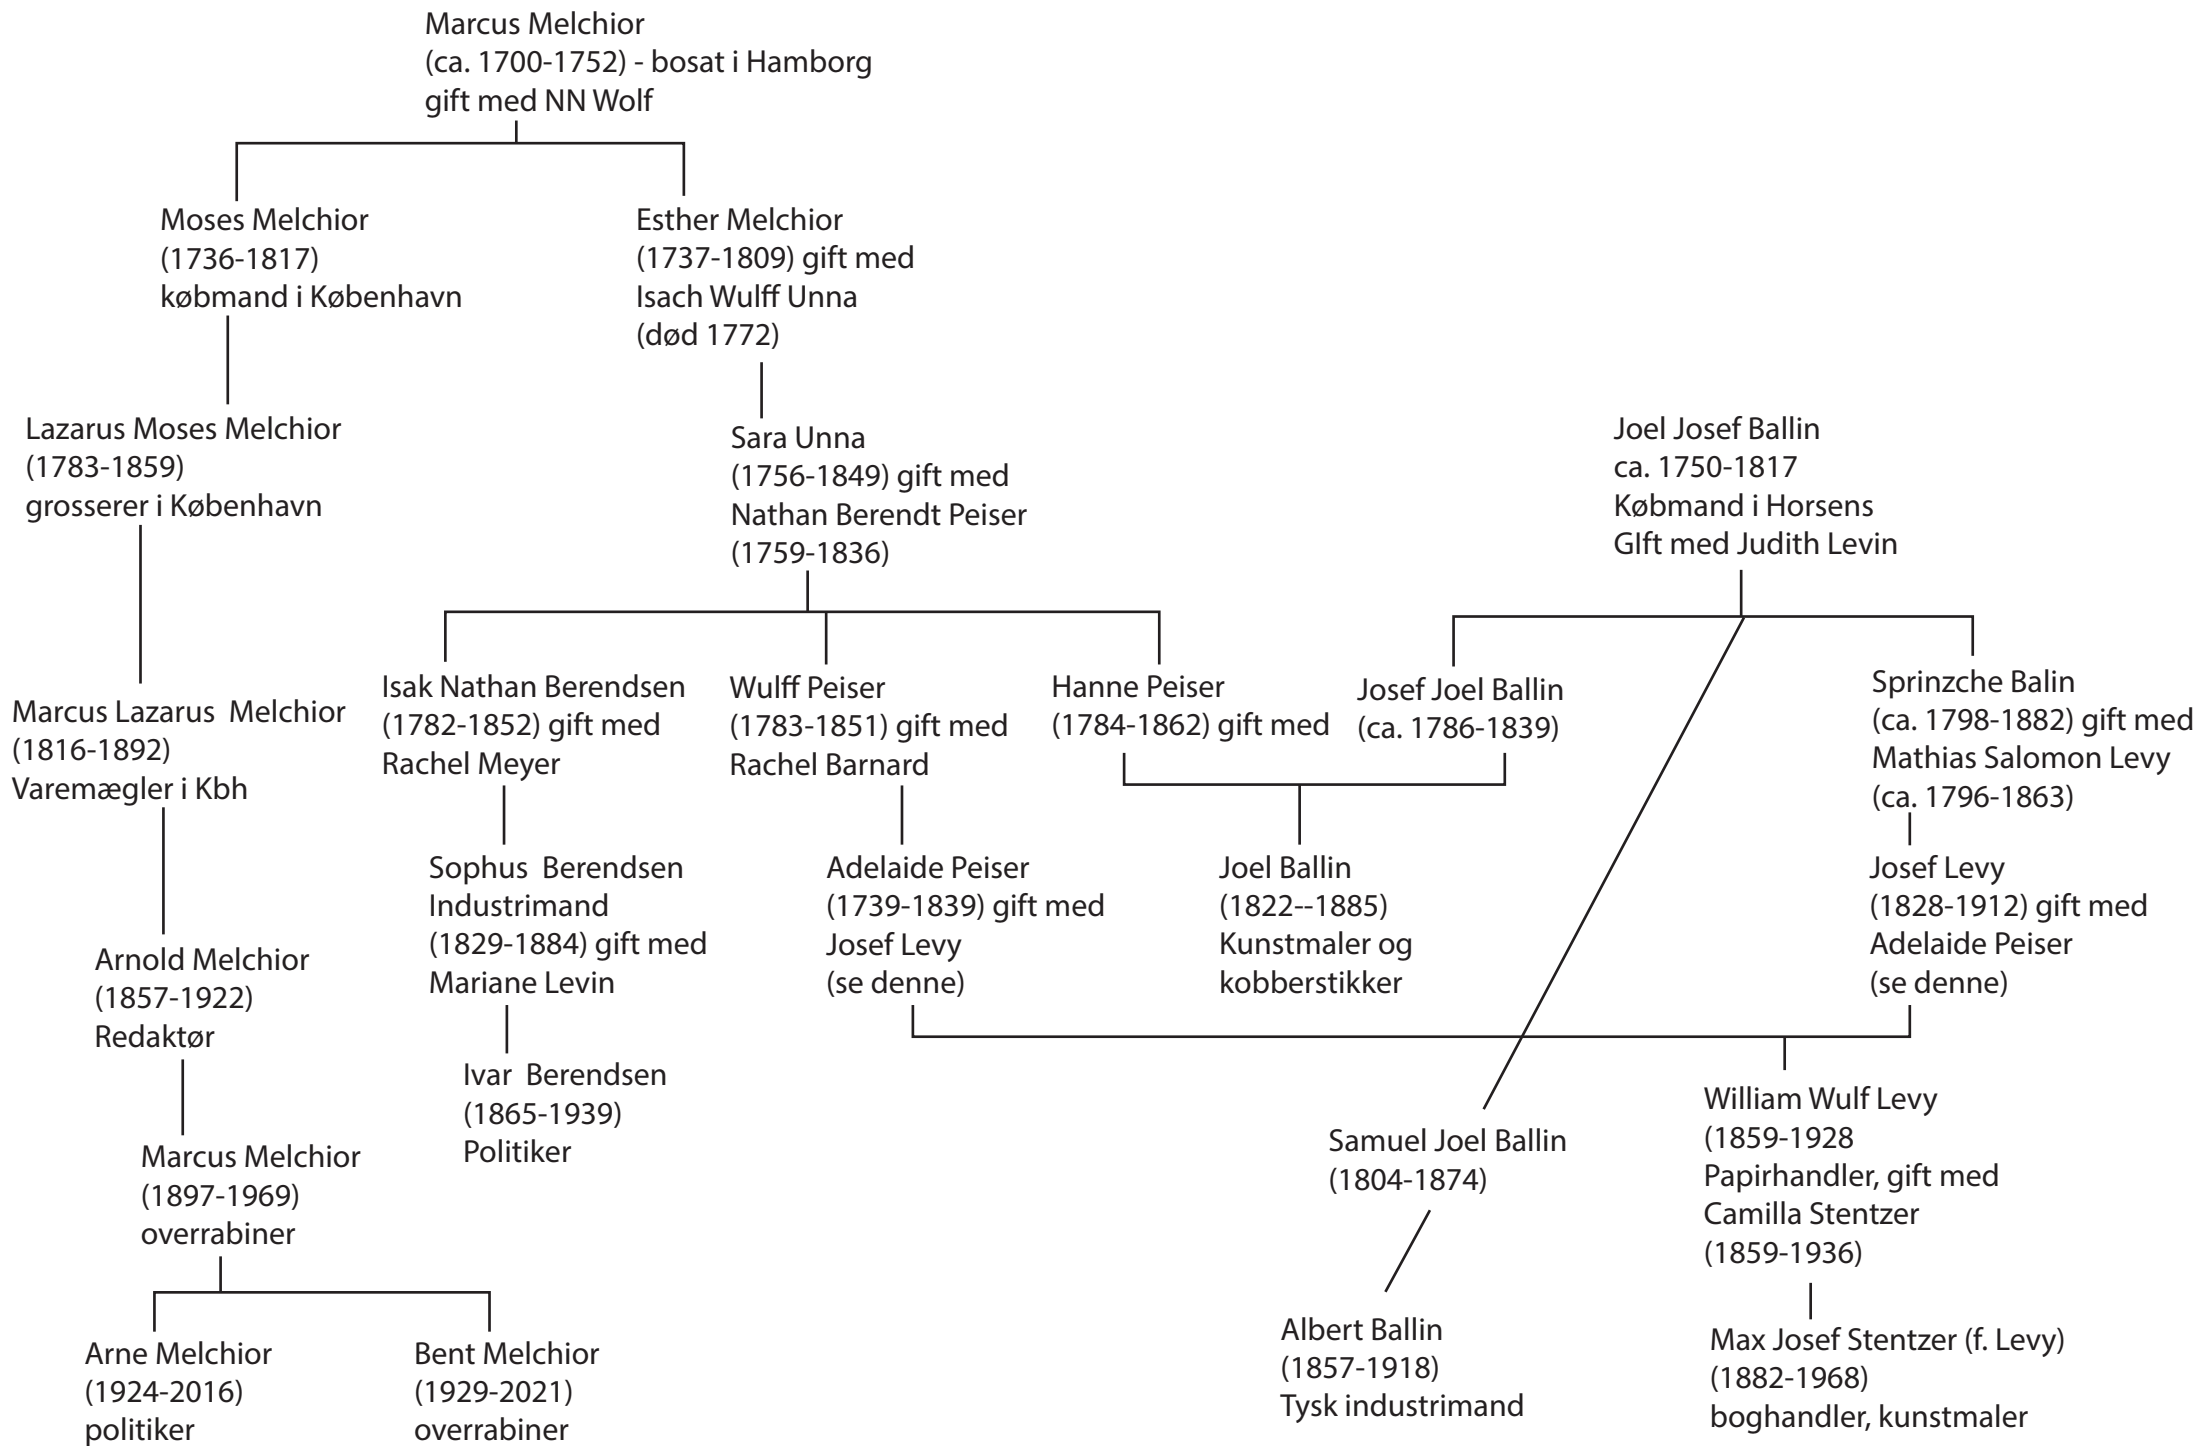 Marcus Melchior
(ca. 1700-1752) - bosat i Hamborg
gift med NN Wolf
Moses Melchior
(1736-1817)
købmand i København
Esther Melchior
(1737-1809) gift med
Isach Wulff Unna
(død 1772)
Lazarus Moses Melchior
(1783-1859)
grosserer i København
Sara Unna
(1756-1849) gift med
Nathan Berendt Peiser
(1759-1836)
Joel Josef Ballin
ca. 1750-1817
Købmand i Horsens
GIft med Judith Levin
Marcus Lazarus  Melchior
(1816-1892)
Varemægler i Kbh
Isak Nathan Berendsen
(1782-1852) gift med
Rachel Meyer
Wulff Peiser
(1783-1851) gift med
Rachel Barnard
Hanne Peiser
(1784-1862) gift med
Josef Joel Ballin
(ca. 1786-1839)
Sprinzche Balin
(ca. 1798-1882) gift med
Mathias Salomon Levy
(ca. 1796-1863)
Sophus  Berendsen
Industrimand
(1829-1884) gift med
Mariane Levin
Adelaide Peiser
(1739-1839) gift med
Josef Levy
(se denne)
Joel Ballin
(1822--1885)
Kunstmaler og
kobberstikker
Josef Levy
(1828-1912) gift med
Adelaide Peiser
(se denne)
Arnold Melchior
(1857-1922)
Redaktør
Ivar  Berendsen
(1865-1939)
Politiker
Samuel Joel Ballin
(1804-1874)
William Wulf Levy
(1859-1928
Papirhandler, gift med
Camilla Stentzer
(1859-1936)
Marcus Melchior
(1897-1969)
overrabiner
Arne Melchior
(1924-2016)
politiker
Bent Melchior
(1929-2021)
overrabiner
Albert Ballin
(1857-1918)
Tysk industrimand
Max Josef Stentzer (f. Levy)
(1882-1968)
boghandler, kunstmaler